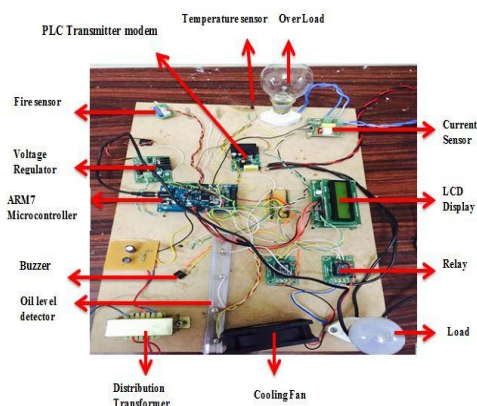 Temperature sensor
Over Load
PLC Transmitter modem
Fire sensor
Current
Sensor
Voltage
Regulator
ARM7
Microcontroller
LCD
Display
Buzzer
Relay
Oil level
detector
Load
Distribution
Transformer
Cooling Fan